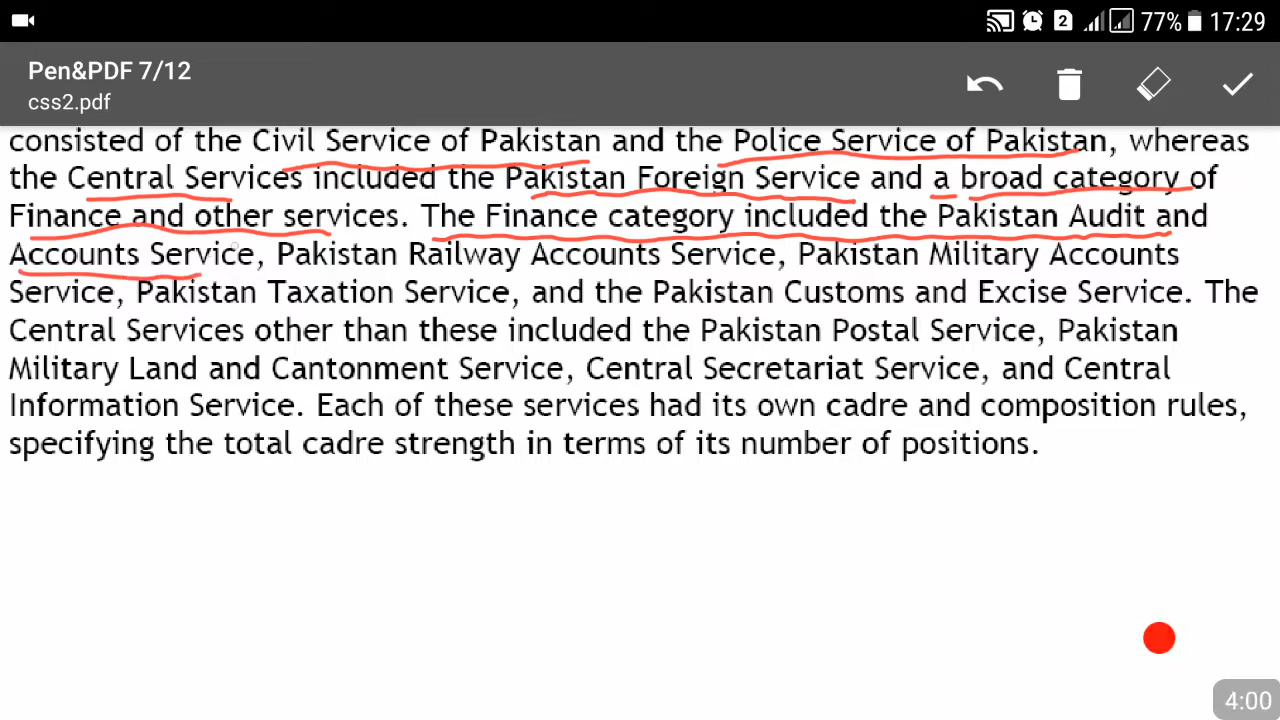 2 77% 17:29
Pen&PDF 7/12
css2.pdf
consisted of the Civil Service of Pakistan and the Police Service of Pakistan, whereas
the Central Services included the Pakistan Foreign Service and a broad category of
Finance and other services. The Finance category included the Pakistan Audit and
Accounts Service, Pakistan Railway Accounts Service, Pakistan Military Accounts
Service, Pakistan Taxation Service, and the Pakistan Customs and Excise Service. The
Central Services other than these included the Pakistan Postal Service, Pakistan
Military Land and Cantonment Service, Central Secretariat Service, and Central
Information Service. Each of these services had its own cadre and composition rules,
specifying the total cadre strength in terms of its number of positions.
4:00